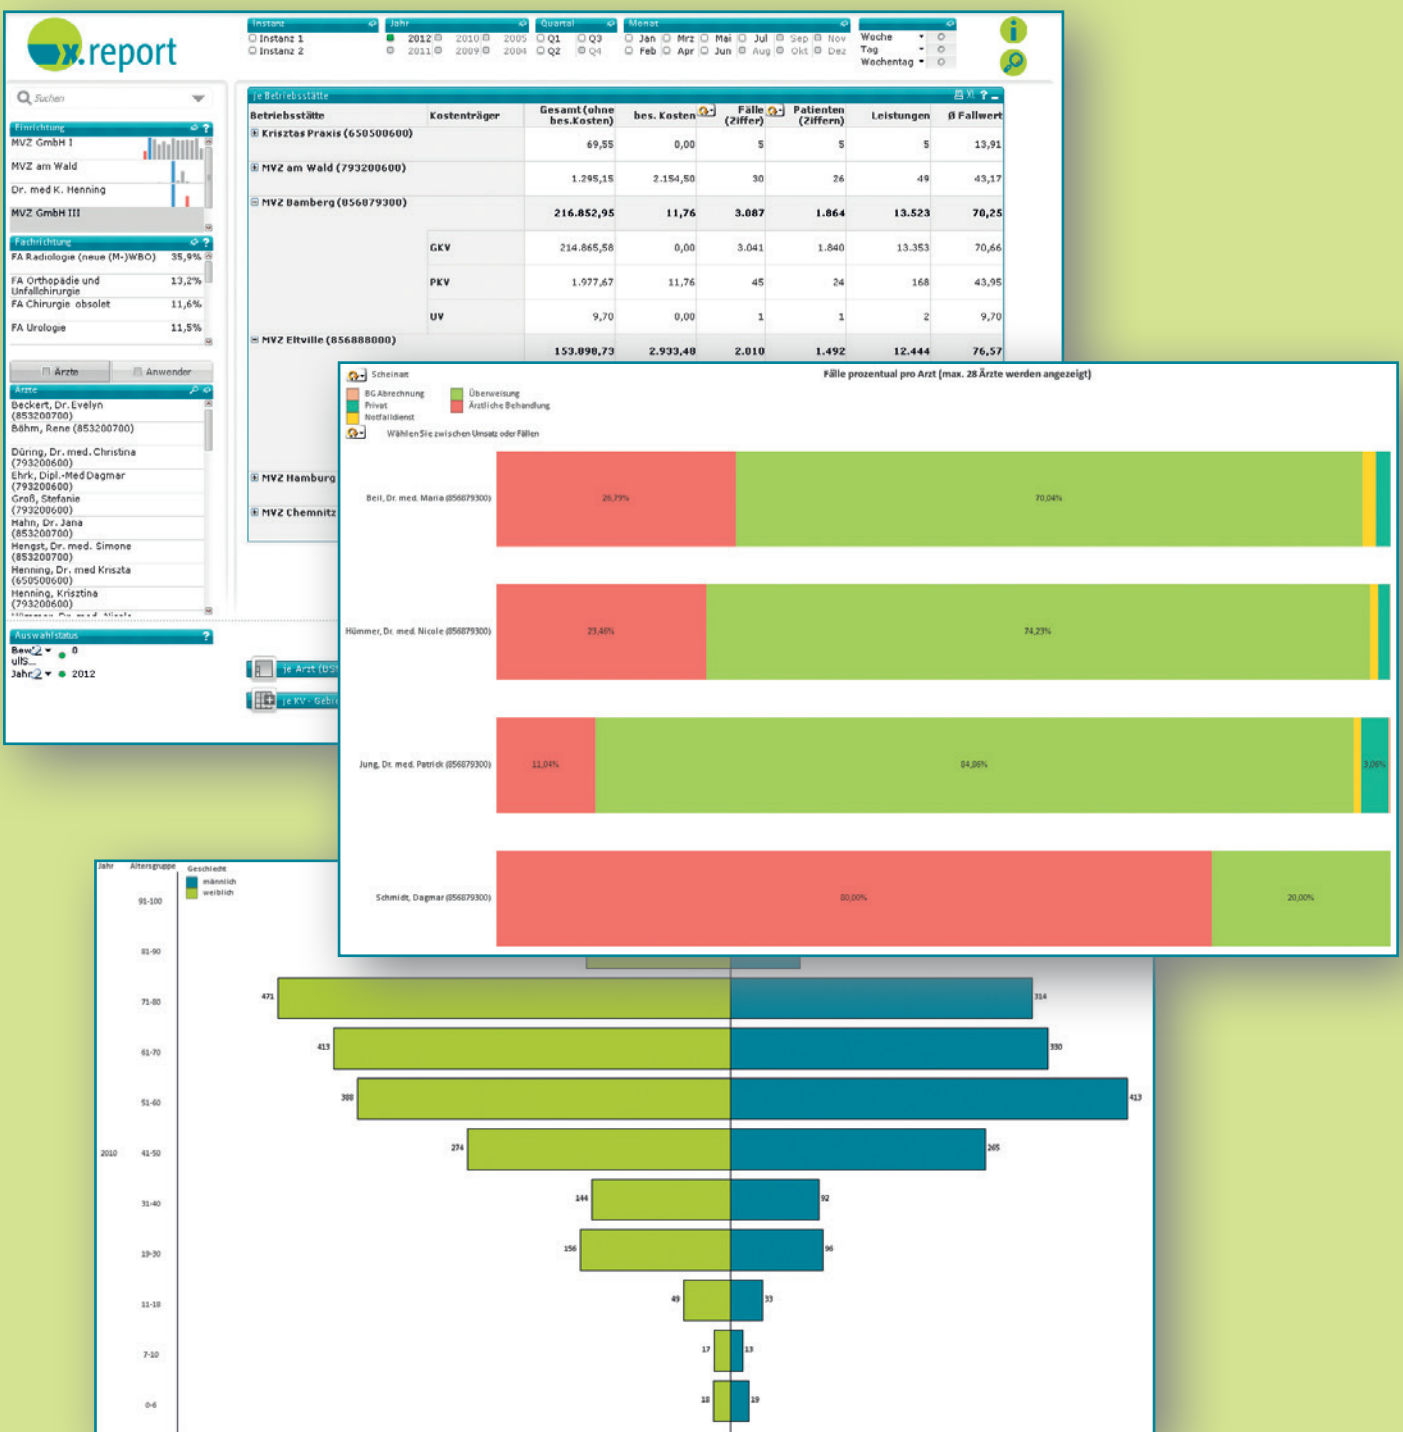 x.report
Instanz
Instanz 1
Instanz 2
Jahr
2012 2010 2005
2011 2009 2004
Quartal
Q1 Q3
Q2 Q4
Monat
Jan Mrz Mai Jul Sep Nov
Feb Apr Jun Aug Okt Dez
Woche
Tag
Wochentag
Suchen
Einrichtung
MVZ GmbH I
MVZ am Wald
Dr. med K. Henning
MVZ GmbH III
Fachrichtung
FA Radiologie (neue (M-)WBO) 35,9%
FA Orthopädie und
Unfallchirurgie 13,2%
FA Chirurgie obsolet 11,6%
FA Urologie 11,5%
Ärzte Anwender
Ärzte
Beckert, Dr. Evelyn
(853200700)
Böhm, Rene (853200700)
Düring, Dr. med. Christina
(793200600)
Ehrk, Dipl.-Med Dagmar
(793200600)
Groß, Stefanie
(793200600)
Hahn, Dr. Jana
(853200700)
Hengst, Dr. med. Simone
(853200700)
Henning, Dr. med Kriszta
(650500600)
Henning, Krisztina
(793200600)
Auswahlstatus ?
ullS... 0
Jahr 2012
je Betriebsstätte XL ?
Betriebsstätte Kostenträger Gesamt (ohne bes.Kosten) bes. Kosten Fälle (Ziffer) Patienten (Ziffern) Leistungen Ø Fallwert
Krisztas Praxis (650500600)
69,55 0,00 5 5 5 13,91
MVZ am Wald (793200600)
1.295,15 2.154,50 30 26 49 43,17
MVZ Bamberg (856879300)
216.852,95 11,76 3.087 1.864 13.523 70,25
GKV 214.865,58 0,00 3.041 1.840 13.353 70,66
PKV 1.977,67 11,76 45 24 168 43,95
UV 9,70 0,00 1 1 2 9,70
MVZ Eltville (856888000)
153.898,73 2.933,48 2.010 1.492 12.444 76,57
MVZ Hamburg
MVZ Chemnitz
je Arzt
je KV - Gebi
Scheinart
BG Abrechnung
Privat
Notfalldienst
Überweisung
Ärztliche Behandlung
Wählen Sie zwischen Umsatz oder Fällen
Fälle prozentual pro Arzt (max. 28 Ärzte werden angezeigt)
Beil, Dr. med. Maria (856879300) 26,79% 70,04%
Hümmer, Dr. med. Nicole (856879300) 23,46% 74,23%
Jung, Dr. med. Patrick (856879300) 11,04% 84,86% 3,06%
Schmidt, Dagmar (856879300) 80,00% 20,00%
Jahr Altersgruppe Geschlecht
männlich
weiblich
91-100
81-90
71-80 471 314
61-70 413 330
51-60 388 413
2010 41-50 274 265
31-40 144 92
19-30 156 96
11-18 49 33
7-10 17 13
0-6 18 19